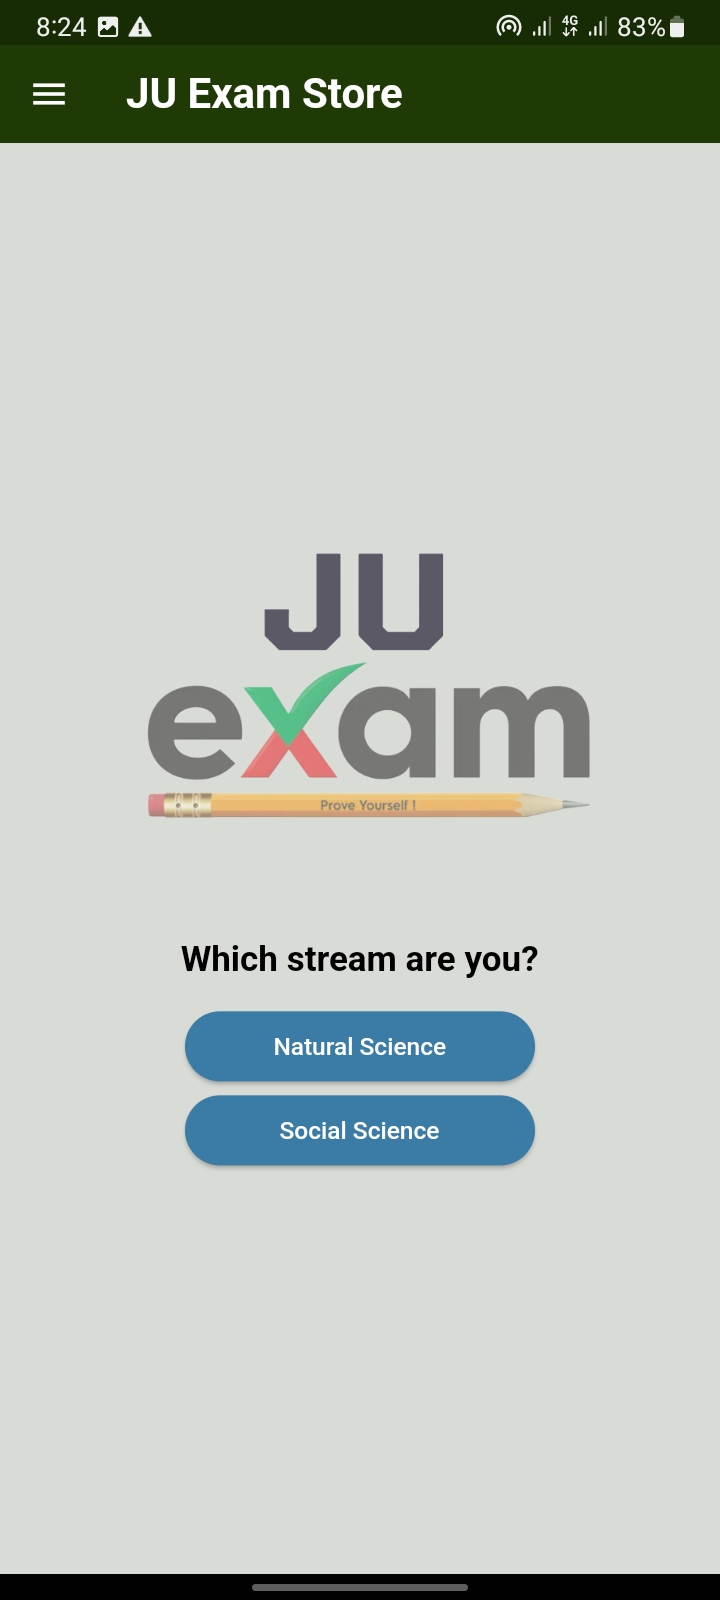 8:24 4G 83%
JU Exam Store
JU
exam
Prove Yourself !
Which stream are you?
Natural Science
Social Science